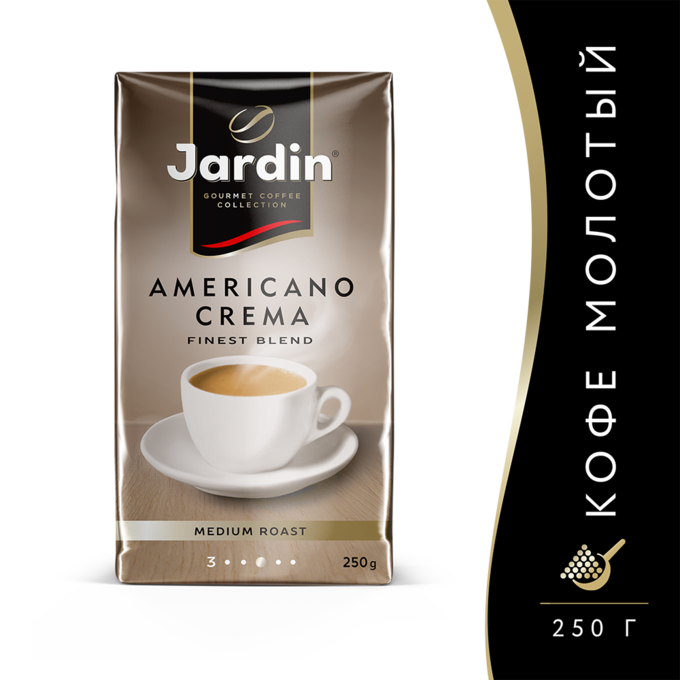 Jardin®
GOURMET COFFEE
COLLECTION
AMERICANO
CREMA
FINEST BLEND
MEDIUM ROAST
3
250g
КОФЕ МОЛОТЫЙ
250 Г